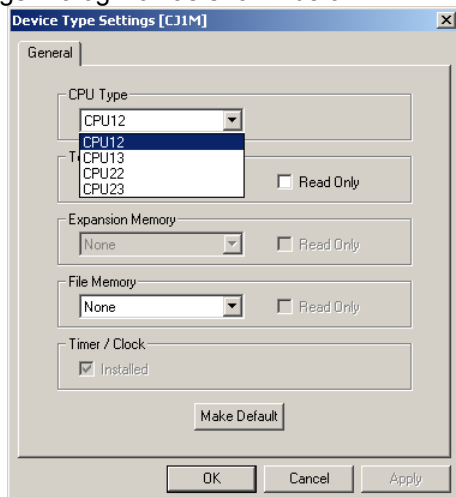 Device Type Settings [CJ1M]
General
CPU Type
CPU12
CPU12
CPU13
CPU22
CPU23
Read Only
Expansion Memory
None
Read Only
File Memory
None
Read Only
Timer / Clock
Installed
Make Default
OK
Cancel
Apply